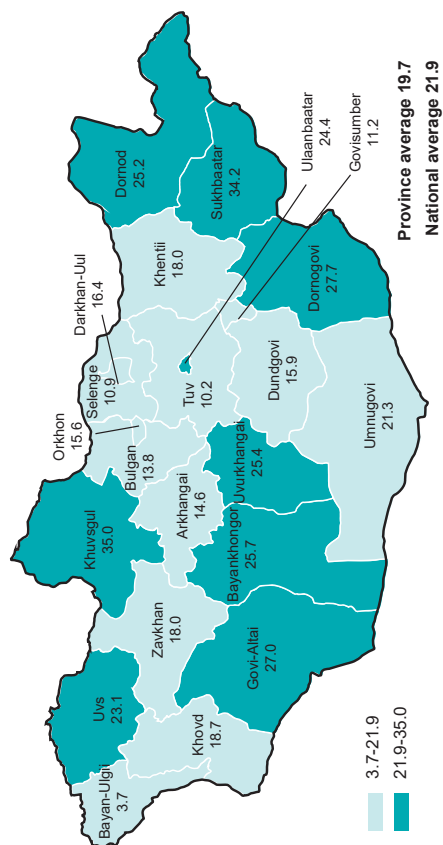 Bayan-Ulgii
3.7
Uvs
23.1
Khovd
18.7
Zavkhan
18.0
Govi-Altai
27.0
Khuvsgul
35.0
Bayankhongor
25.7
Arkhangai
14.6
Uvurkhangai
25.4
Orkhon
15.6
Bulgan
13.8
Selenge
10.9
Darkhan-Uul
16.4
Tuv
10.2
Umnugovi
21.3
Dundgovi
15.9
Khentii
18.0
Dornod
25.2
Sukhbaatar
34.2
Dornogovi
27.7
Ulaanbaatar
24.4
Govisumber
11.2
Province average 19.7
National average 21.9
3.7-21.9
21.9-35.0